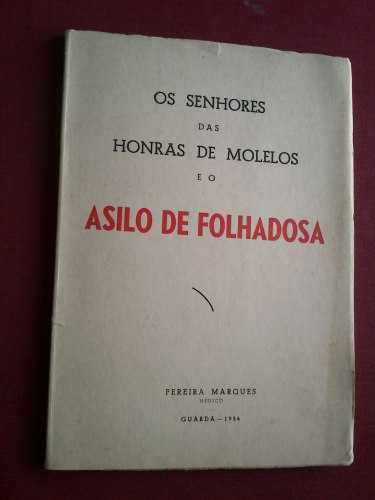 OS SENHORES
DAS
HONRAS DE MOLELOS
E O
ASILO DE FOLHADOSA
PEREIRA MARQUES
MÉDICO
GUARDA — 1954